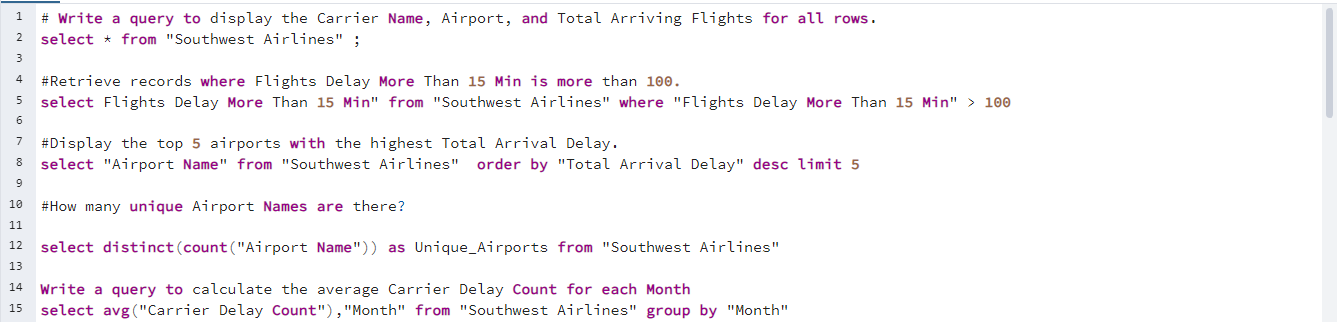 1 # Write a query to display the Carrier Name, Airport, and Total Arriving Flights for all rows.
2 select * from "Southwest Airlines" ;
3
4 #Retrieve records where Flights Delay More Than 15 Min is more than 100.
5 select Flights Delay More Than 15 Min" from "Southwest Airlines" where "Flights Delay More Than 15 Min" > 100
6
7 #Display the top 5 airports with the highest Total Arrival Delay.
8 select "Airport Name" from "Southwest Airlines"  order by "Total Arrival Delay" desc limit 5
9
10 #How many unique Airport Names are there?
11
12 select distinct(count("Airport Name")) as Unique_Airports from "Southwest Airlines"
13
14 Write a query to calculate the average Carrier Delay Count for each Month
15 select avg("Carrier Delay Count"),"Month" from "Southwest Airlines" group by "Month"